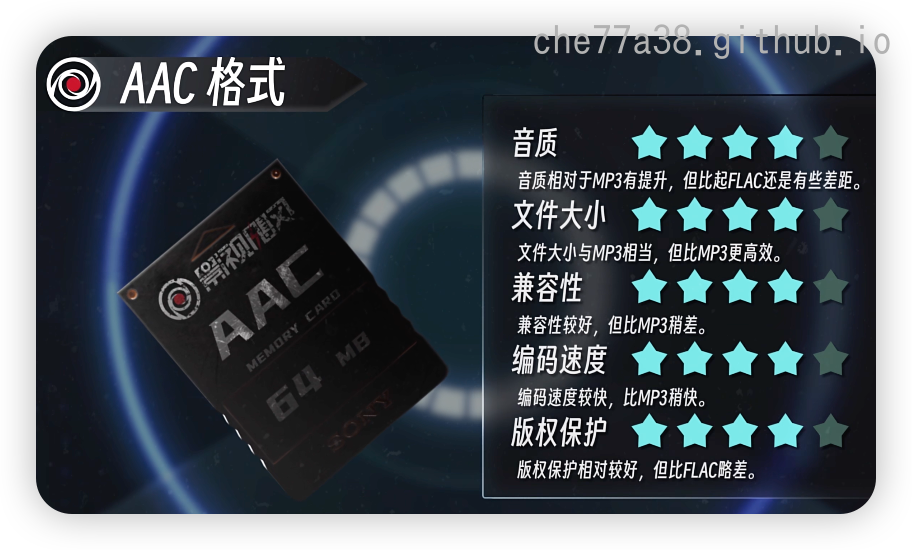 che77a38.github.io
AAC 格式
音质
音质相对于MP3有提升，但比起FLAC还是有些差距。
文件大小
文件大小与MP3相当，但比MP3更高效。
兼容性
兼容性较好，但比MP3稍差。
编码速度
编码速度较快，比MP3稍快。
版权保护
版权保护相对较好，但比FLAC略差。
AAC
MEMORY CARD
64 MB
SONY